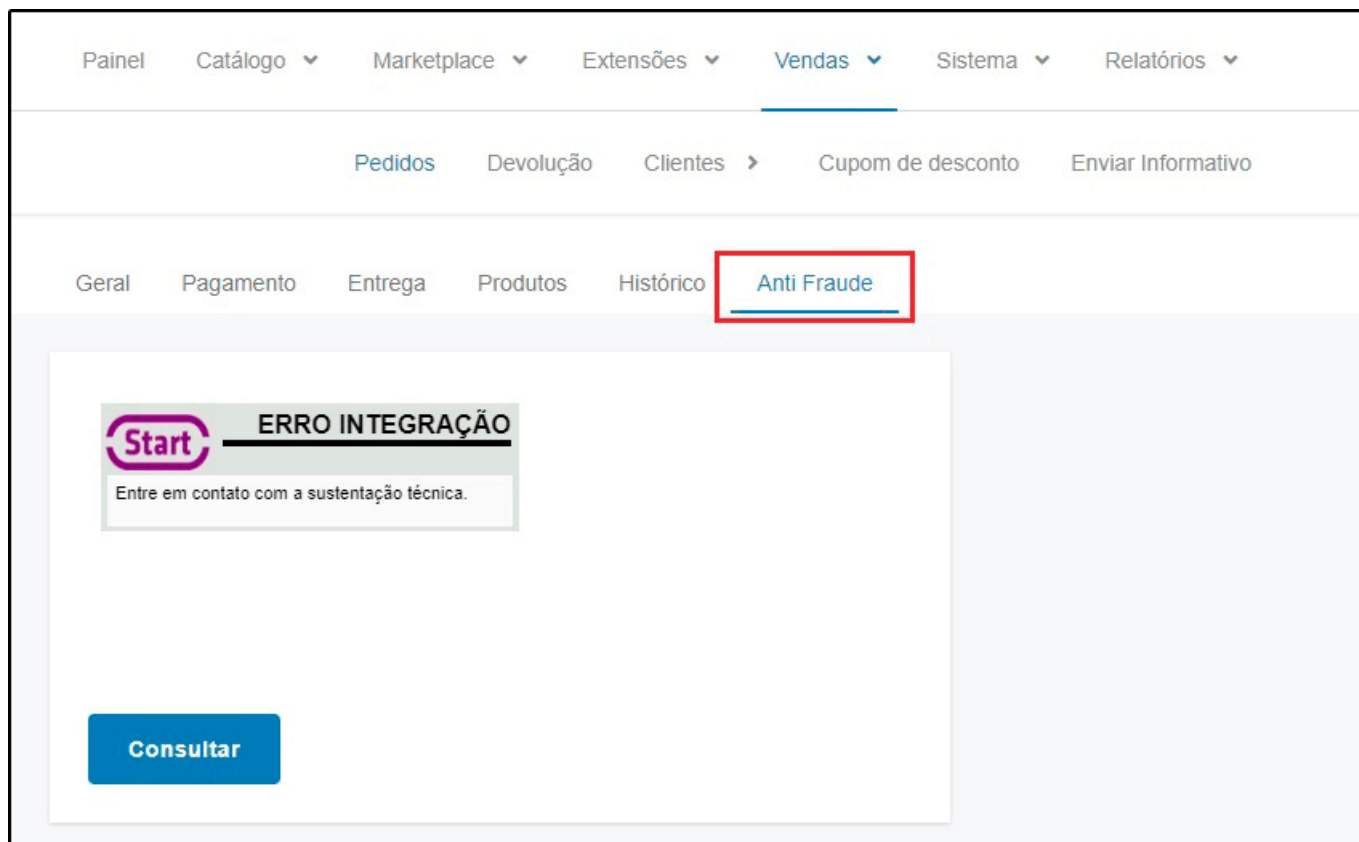 Painel Catálogo Marketplace Extensões Vendas Sistema Relatórios
Pedidos Devolução Clientes Cupom de desconto Enviar Informativo
Geral Pagamento Entrega Produtos Histórico Anti Fraude
Start ERRO INTEGRAÇÃO
Entre em contato com a sustentação técnica.
Consultar